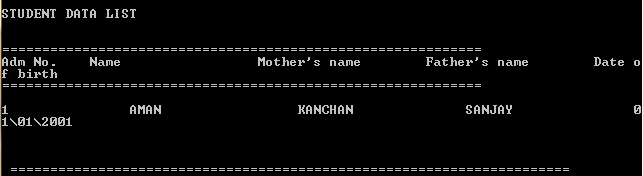 STUDENT DATA LIST
============================================================
Adm No. Name Mother's name Father's name Date o
f birth
============================================================
1 AMAN KANCHAN SANJAY 0
1\01\2001
======================================================================